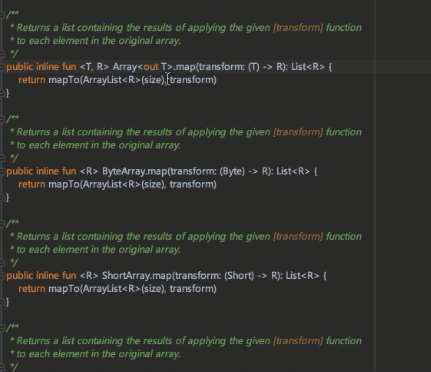 /**
* Returns a list containing the results of applying the given [transform] function
* to each element in the original array.
*/
public inline fun <T, R> Array<out T>.map(transform: (T) -> R): List<R> {
return mapTo(ArrayList<R>(size), transform)
}
/**
* Returns a list containing the results of applying the given [transform] function
* to each element in the original array.
*/
public inline fun <R> ByteArray.map(transform: (Byte) -> R): List<R> {
return mapTo(ArrayList<R>(size), transform)
}
/**
* Returns a list containing the results of applying the given [transform] function
* to each element in the original array.
*/
public inline fun <R> ShortArray.map(transform: (Short) -> R): List<R> {
return mapTo(ArrayList<R>(size), transform)
}
/**
* Returns a list containing the results of applying the given [transform] function
* to each element in the original array.
*/